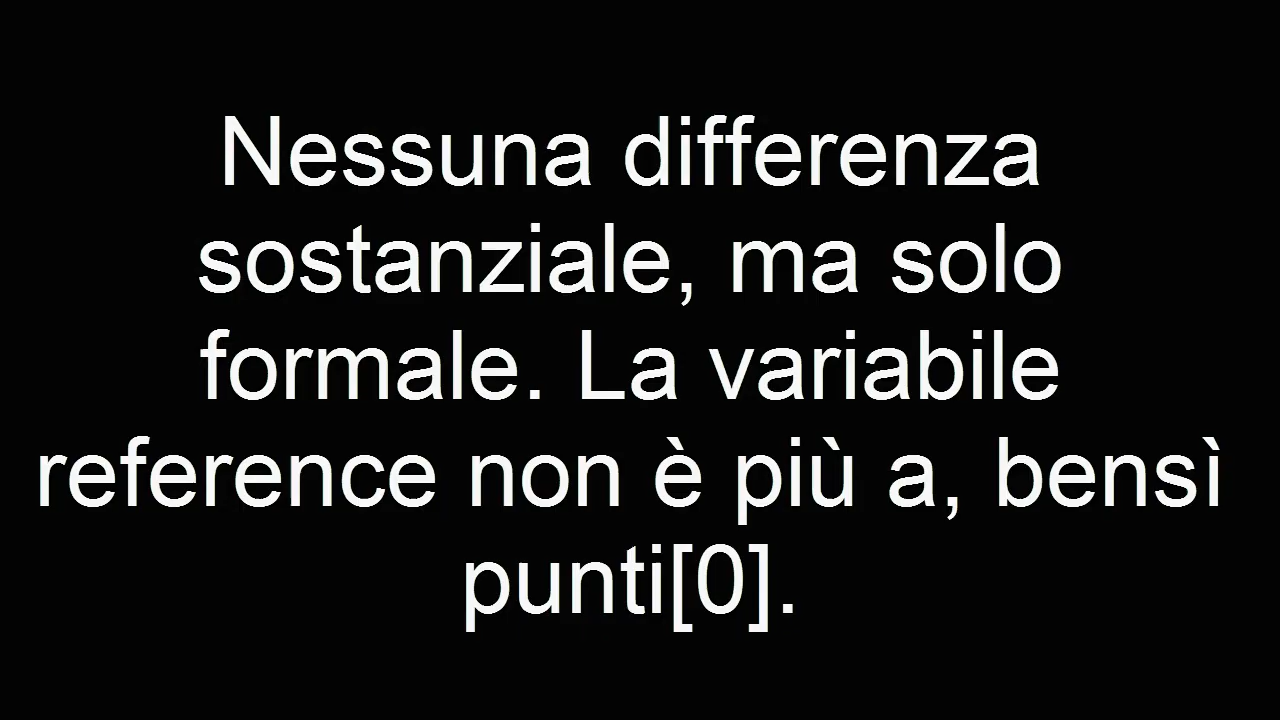 Nessuna differenza
sostanziale, ma solo
formale. La variabile
reference non è più a, bensì
punti[0].